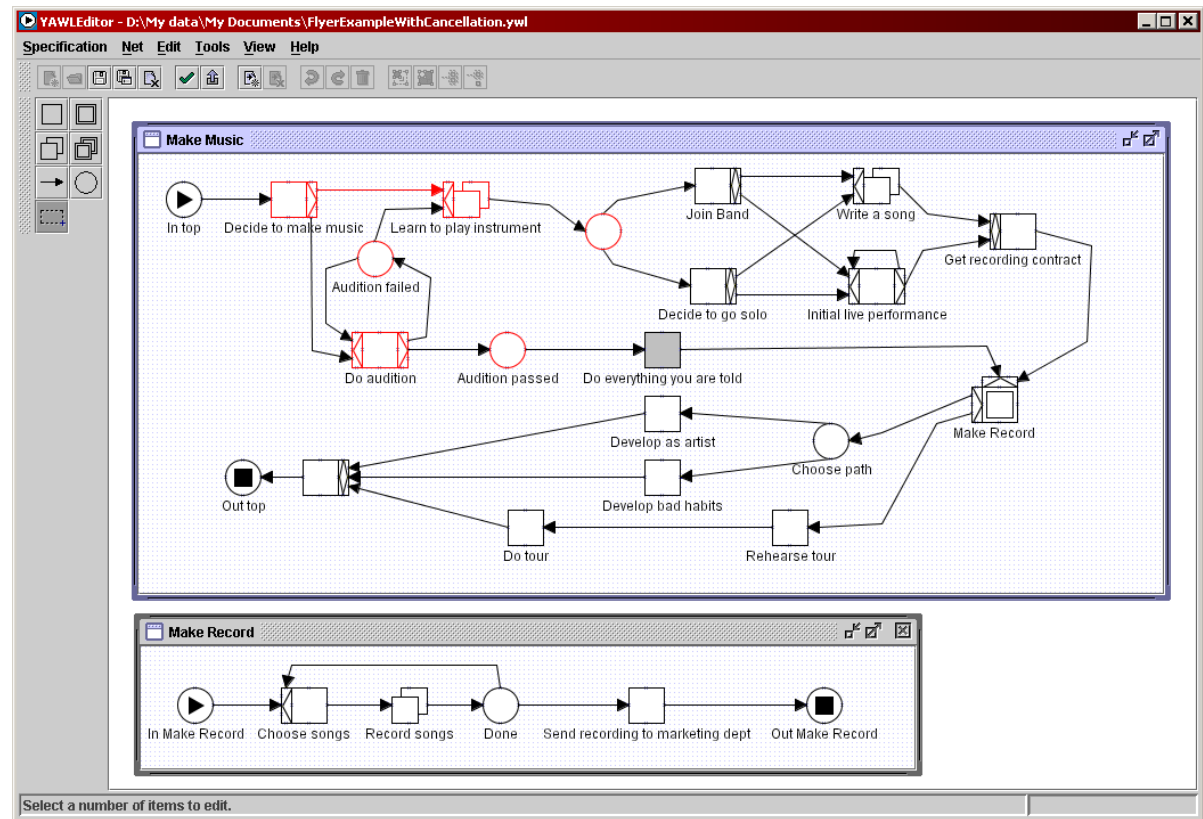 YAWLEditor - D:\My data\My Documents\FlyerExampleWithCancellation.ywl
Specification Net Edit Tools View Help
Make Music
In top
Decide to make music
Learn to play instrument
Join Band
Write a song
Get recording contract
Audition failed
Decide to go solo
Initial live performance
Do audition
Audition passed
Do everything you are told
Make Record
Develop as artist
Choose path
Out top
Develop bad habits
Do tour
Rehearse tour
Make Record
In Make Record
Choose songs
Record songs
Done
Send recording to marketing dept
Out Make Record
Select a number of items to edit.